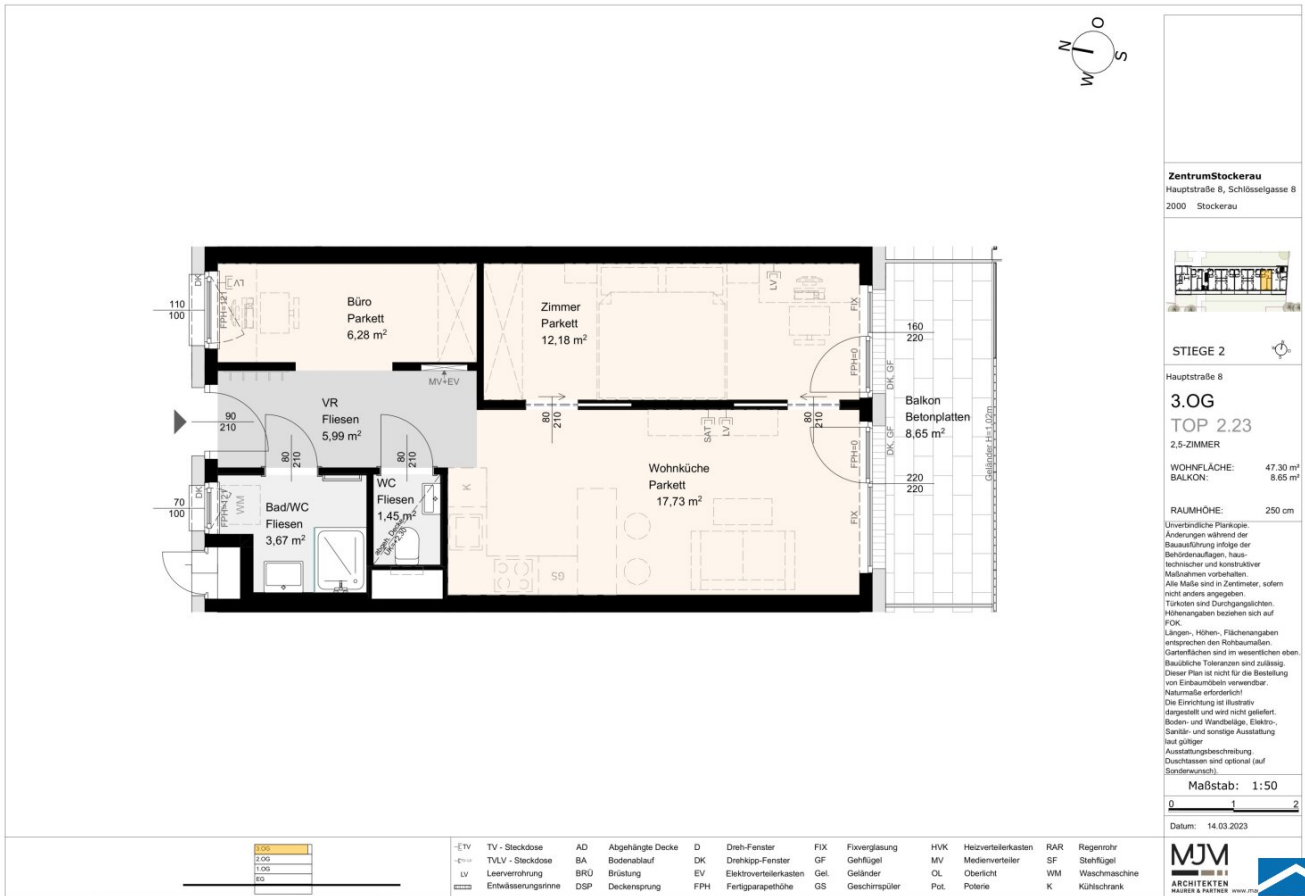 N
O
S
W
ZentrumStockerau
Hauptstraße 8, Schlösselgasse 8
2000 Stockerau
STIEGE 2
Hauptstraße 8
3.OG
TOP 2.23
2,5-ZIMMER
WOHNFLÄCHE: 47.30 m²
BALKON: 8.65 m²
RAUMHÖHE: 250 cm
Unverbindliche Plankopie.
Änderungen während der
Bauausführung infolge der
Behördenauflagen, haus-
technischer und konstruktiver
Maßnahmen vorbehalten.
Alle Maße sind in Zentimeter, sofern
nicht anders angegeben.
Türkoten sind Durchgangslichten.
Höhenangaben beziehen sich auf
FOK.
Längen-, Höhen-, Flächenangaben
entsprechen den Rohbaumaßen.
Gartenflächen sind im wesentlichen eben.
Bauübliche Toleranzen sind zulässig.
Dieser Plan ist nicht für die Bestellung
von Einbaumöbeln verwendbar.
Naturmaße erforderlich!
Die Einrichtung ist illustrativ
dargestellt und wird nicht geliefert.
Boden- und Wandbeläge, Elektro-,
Sanitär- und sonstige Ausstattung
laut gültiger
Ausstattungsbeschreibung.
Duschtassen sind optional (auf
Sonderwunsch).
Maßstab: 1:50
0 1 2
Datum: 14.03.2023
MJM
ARCHITEKTEN
MAURER & PARTNER www.ma
DK
110
100
FPH=121
LV
Büro
Parkett
6,28 m²
Zimmer
Parkett
12,18 m²
LV
FIX
160
220
FPH=0
DK, GF
MV+EV
VR
Fliesen
5,99 m²
90
210
80
210
80
210
80
210
80
210
SAT
LV
Balkon
Betonplatten
8,65 m²
Geländer H=1,02m
FPH=0
DK, GF
220
220
FIX
Wohnküche
Parkett
17,73 m²
K
GS
DK
70
100
FPH=121
WM
Bad/WC
Fliesen
3,67 m²
WC
Fliesen
1,45 m²
abgeh. Decke
UK=+2,35
3.OG
2.OG
1.OG
EG
TV TV - Steckdose AD Abgehängte Decke D Dreh-Fenster FIX Fixverglasung HVK Heizverteilerkasten RAR Regenrohr
TVLV - Steckdose BA Bodenablauf DK Drehkipp-Fenster GF Gehflügel MV Medienverteiler SF Stehflügel
LV Leerverrohrung BRÜ Brüstung EV Elektroverteilerkasten Gel. Geländer OL Oberlicht WM Waschmaschine
Entwässerungsrinne DSP Deckensprung FPH Fertigparapethöhe GS Geschirrspüler Pot. Poterie K Kühlschrank